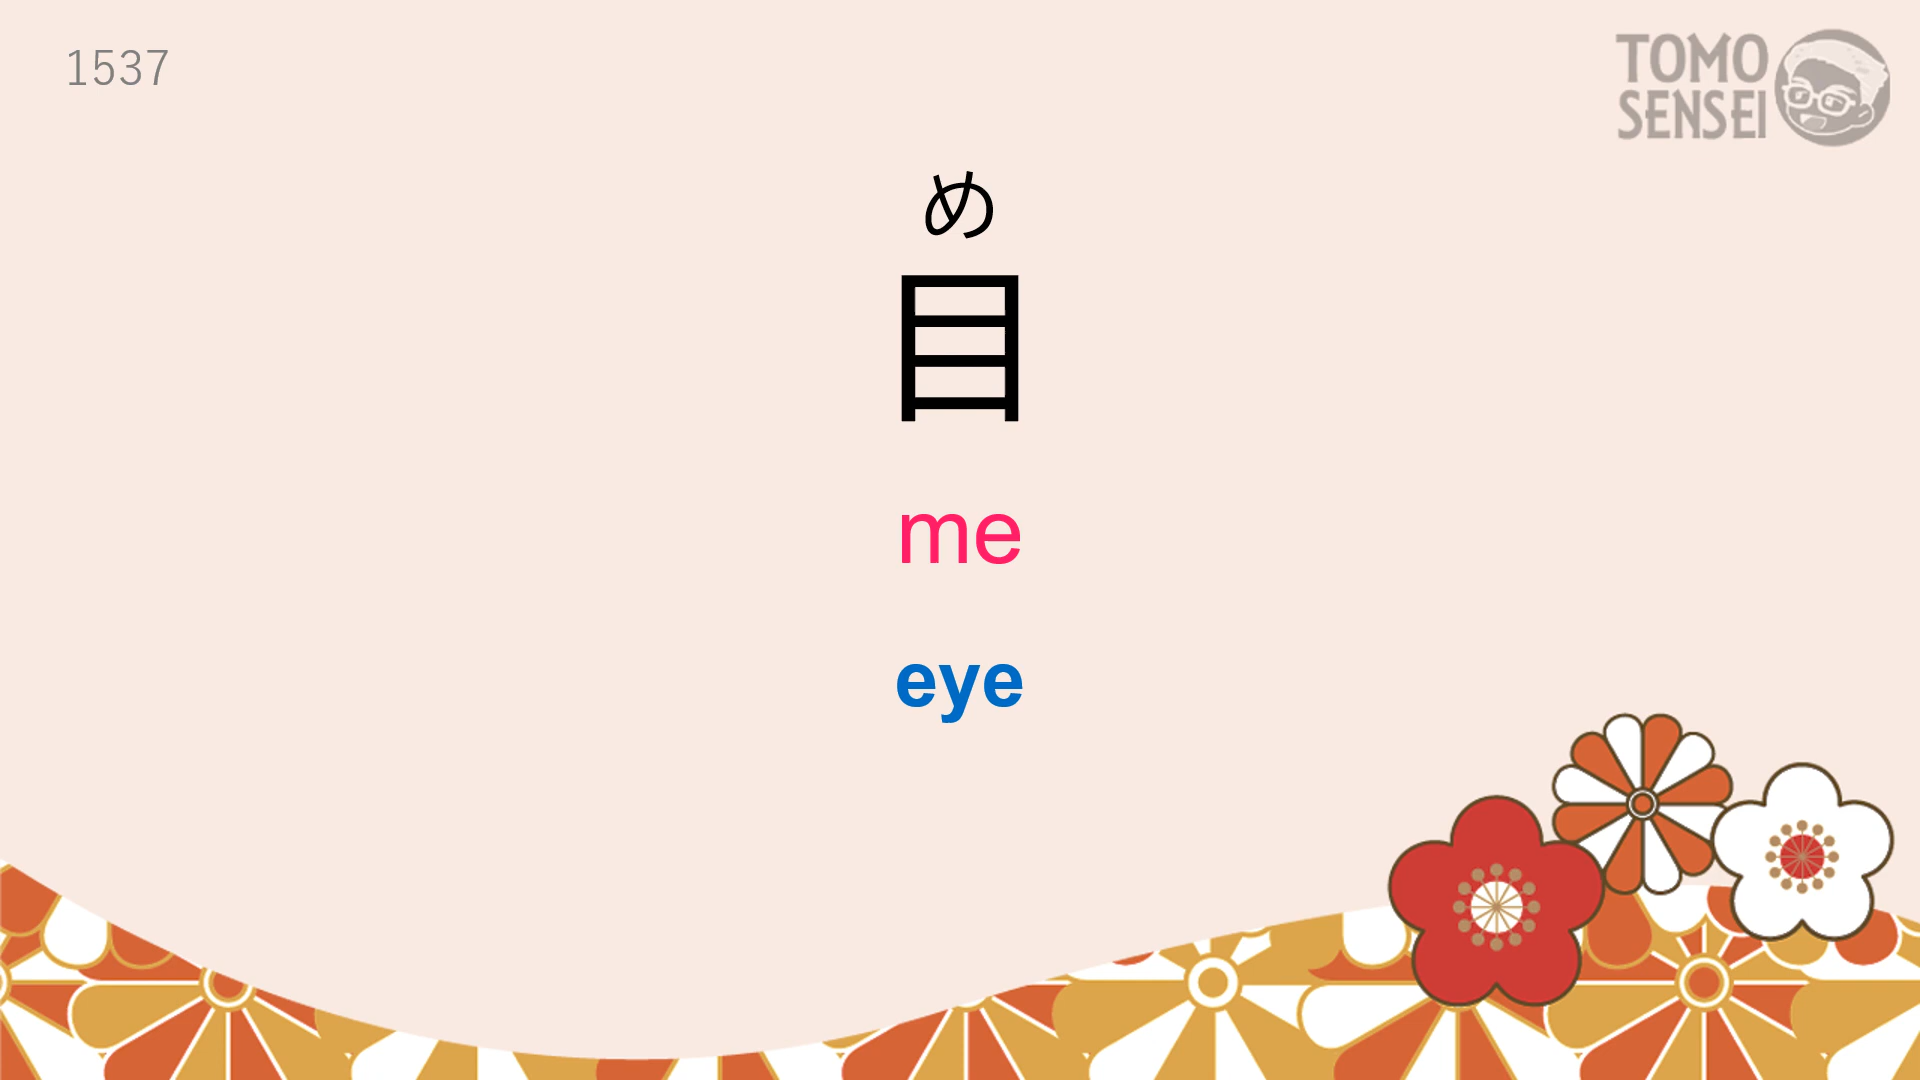 1537
TOMO
SENSEI
め
目
me
eye